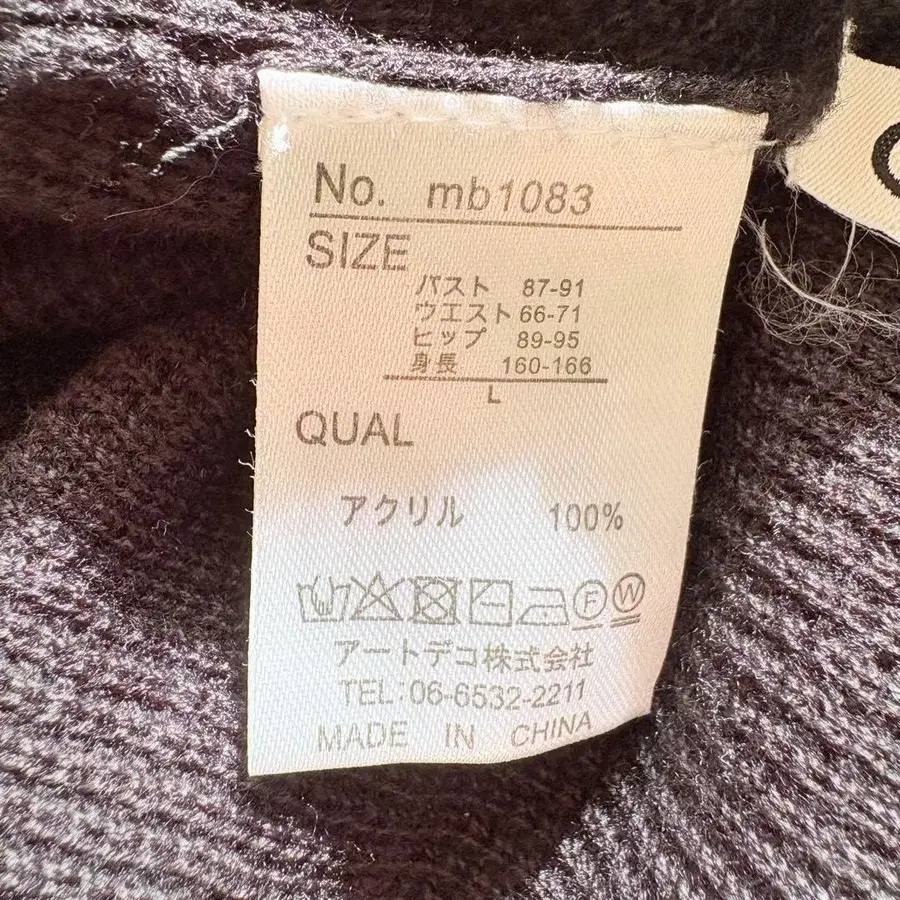 No. mb1083
SIZE
バスト 87-91
ウエスト 66-71
ヒップ 89-95
身長 160-166
L
QUAL
アクリル 100%
F W
アートデコ株式会社
TEL:06-6532-2211
MADE IN CHINA